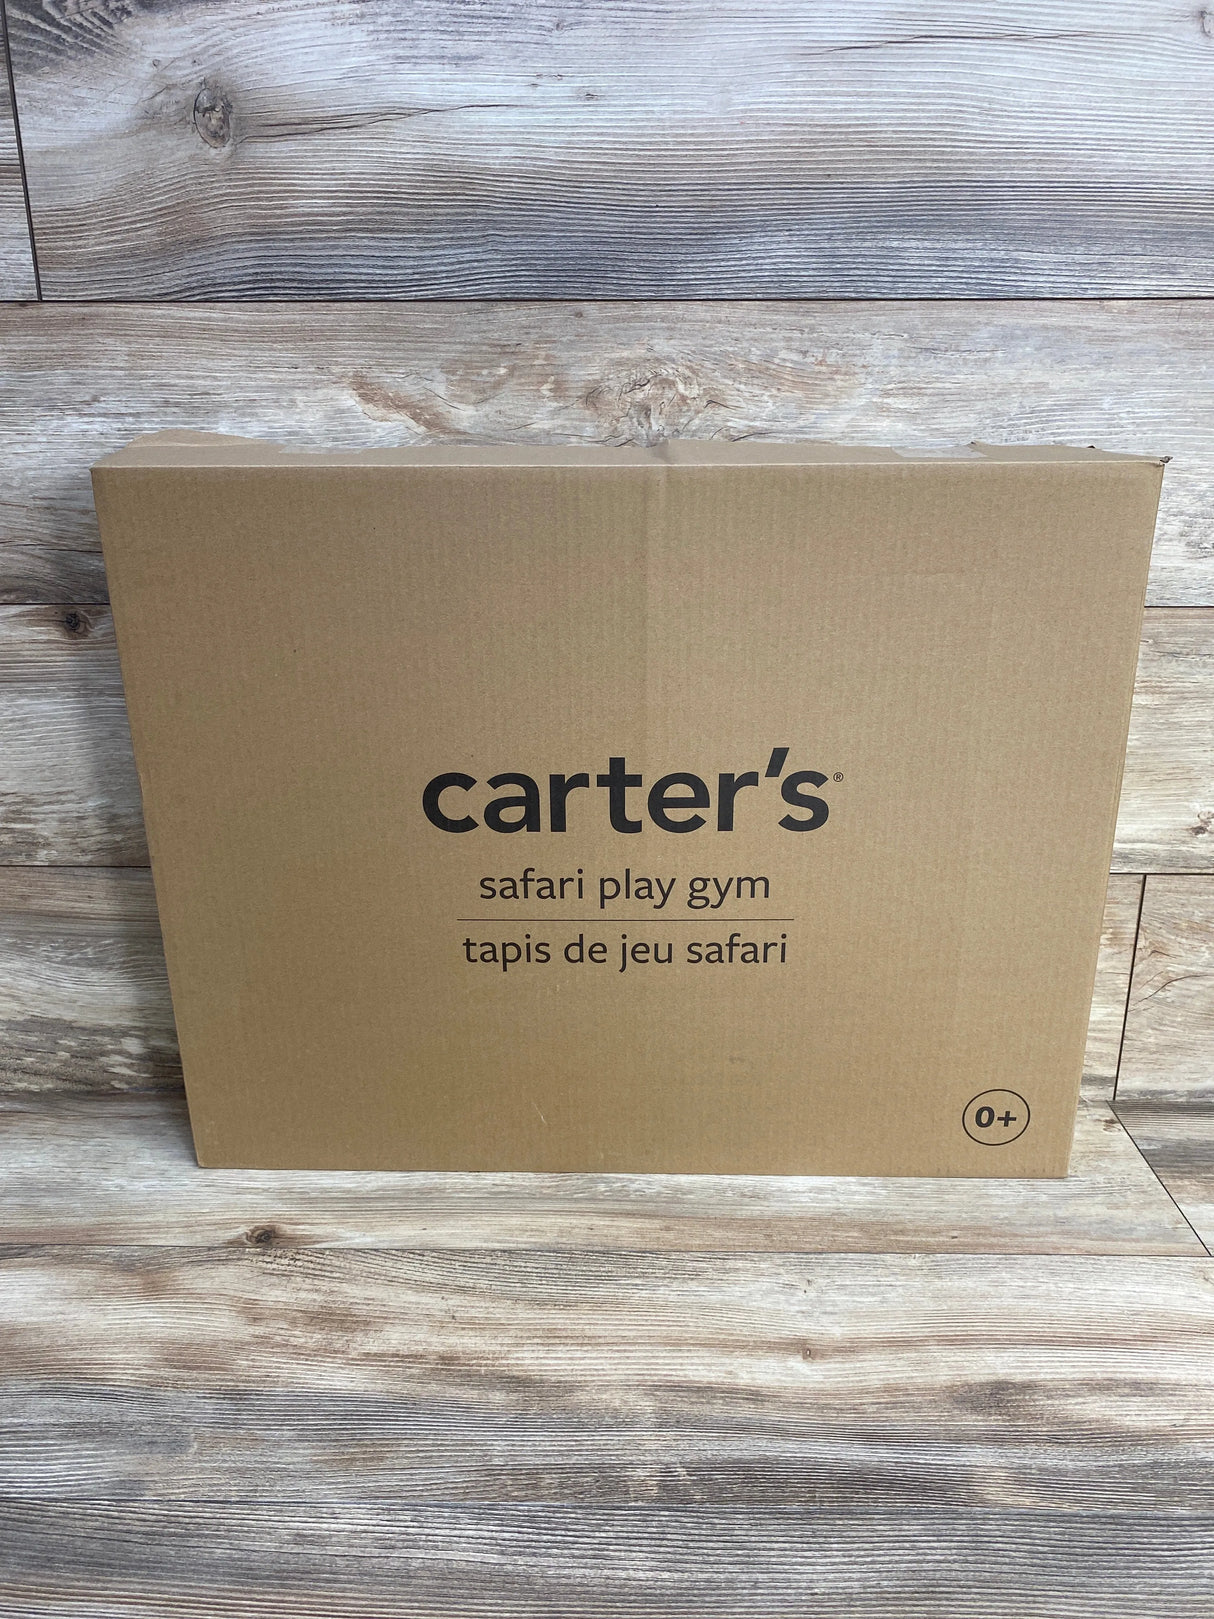 carter's®
safari play gym
tapis de jeu safari
0+